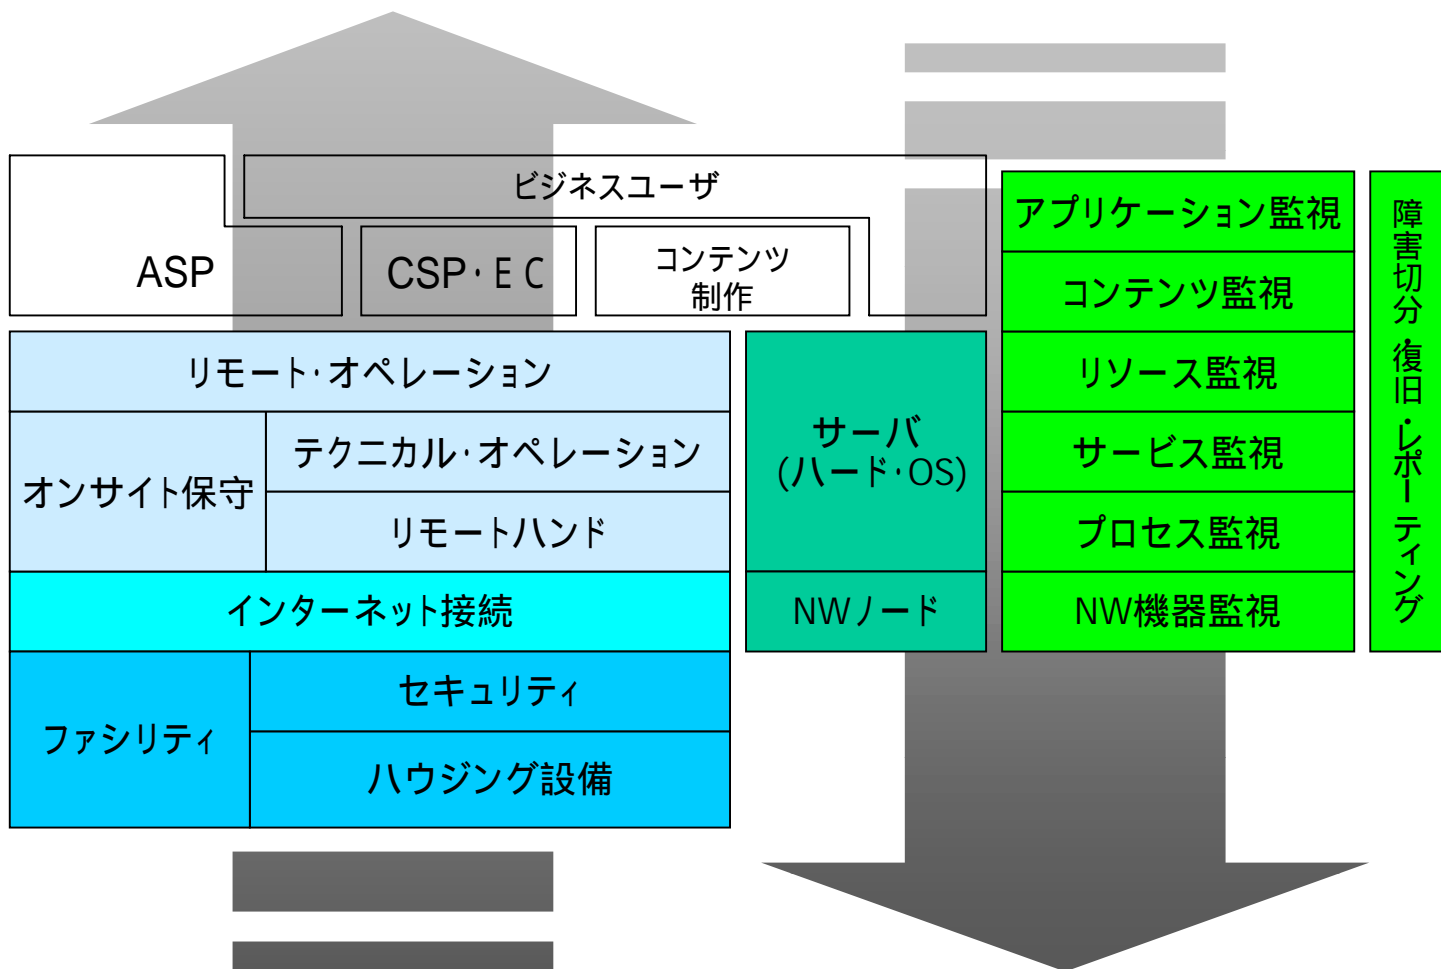 ビジネスユーザ
ASP
CSP・EC
コンテンツ
制作
リモート・オペレーション
オンサイト保守
テクニカル・オペレーション
リモートハンド
インターネット接続
ファシリティ
セキュリティ
ハウジング設備
サーバ
(ハード・OS)
NWノード
アプリケーション監視
コンテンツ監視
リソース監視
サービス監視
プロセス監視
NW機器監視
障害切分・復旧・レポーティング